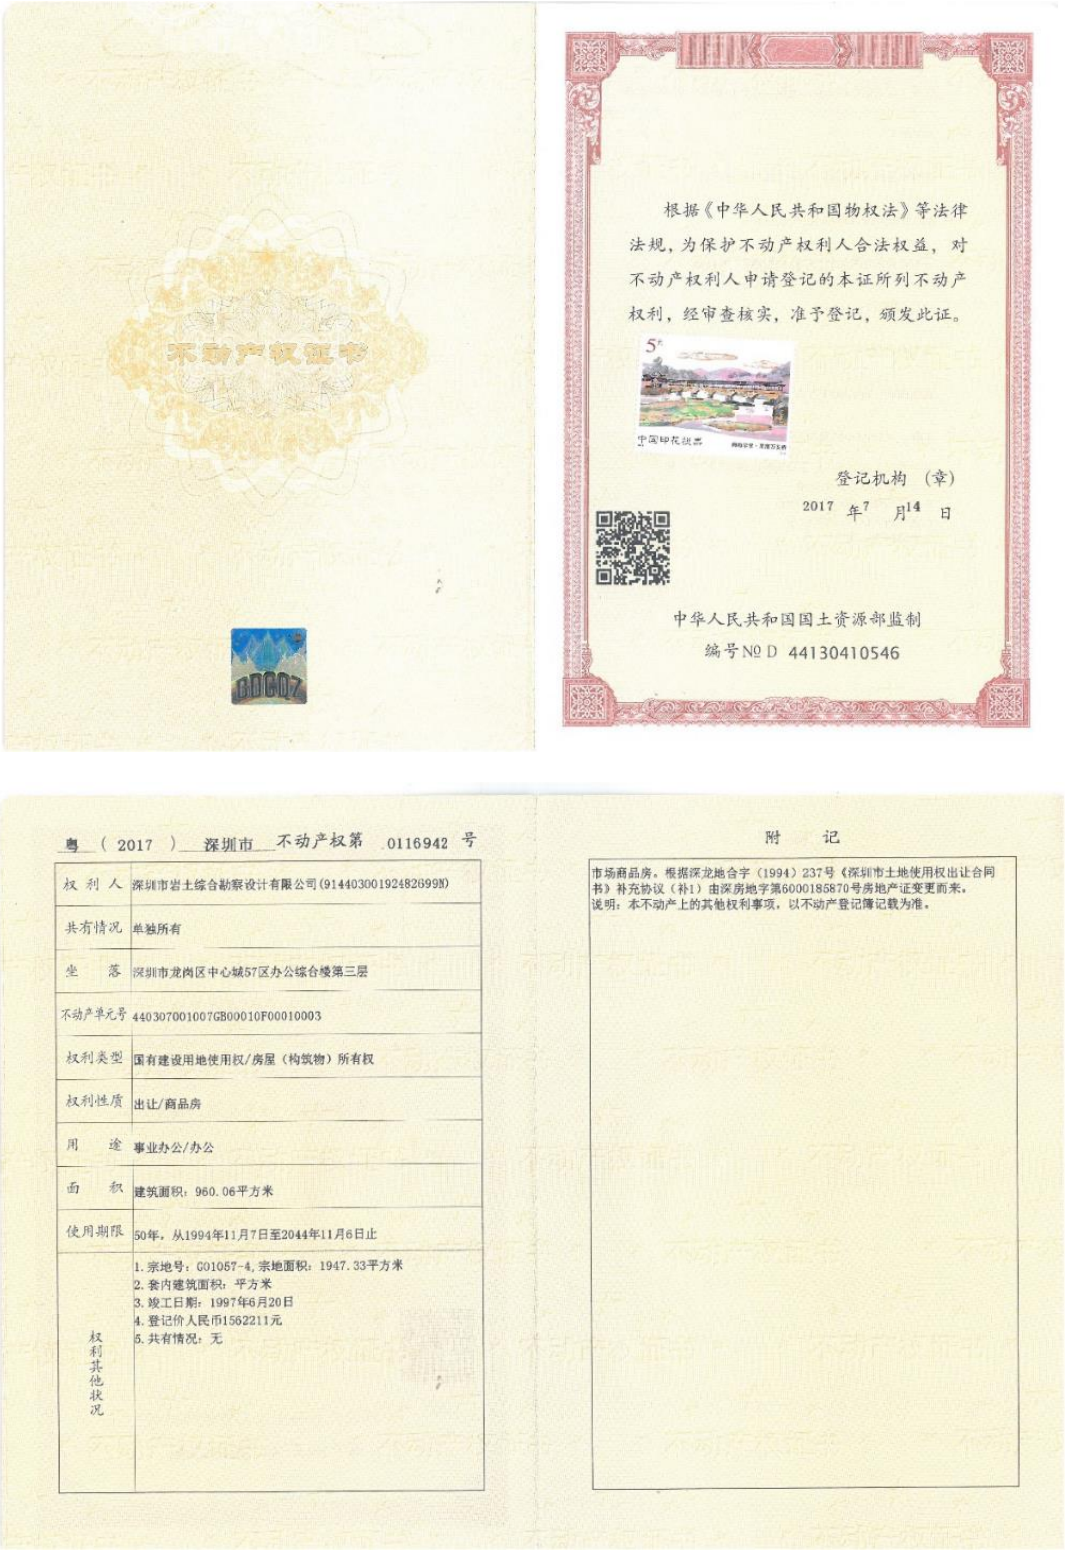 不动产权证书
根据《中华人民共和国物权法》等法律
法规，为保护不动产权利人合法权益，对
不动产权利人申请登记的本证所列不动产
权利，经审查核实，准予登记，颁发此证。
5元
中国印花税票
登记机构 (章)
2017 年 7 月 14 日
中华人民共和国国土资源部监制
编号№ D 44130410546
BDCQZ
粤 ( 2017 ) 深圳市 不动产权第 0116942 号
权利人 深圳市岩土综合勘察设计有限公司(91440300192482699N)
共有情况 单独所有
坐落 深圳市龙岗区中心城57区办公综合楼第三层
不动产单元号 440307001007GB00010F00010003
权利类型 国有建设用地使用权/房屋（构筑物）所有权
权利性质 出让/商品房
用途 事业办公/办公
面积 建筑面积：960.06平方米
使用期限 50年，从1994年11月7日至2044年11月6日止
权利其他状况
1.宗地号：G01057-4,宗地面积：1947.33平方米
2.套内建筑面积：平方米
3.竣工日期：1997年6月20日
4.登记价人民币1562211元
5.共有情况：无
附 记
市场商品房。根据深龙地合字（1994）237号《深圳市土地使用权出让合同
书》补充协议（补1）由深房地字第6000185870号房地产证变更而来。
说明：本不动产上的其他权利事项，以不动产登记簿记载为准。